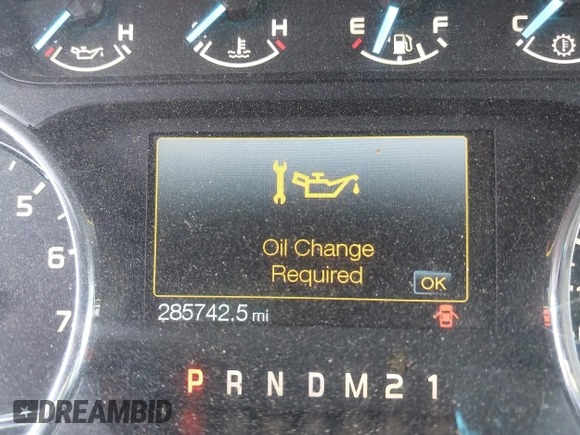 H H E F C
5
6
7
Oil Change
Required
OK
285742.5 mi
P R N D M 2 1
DREAMBID